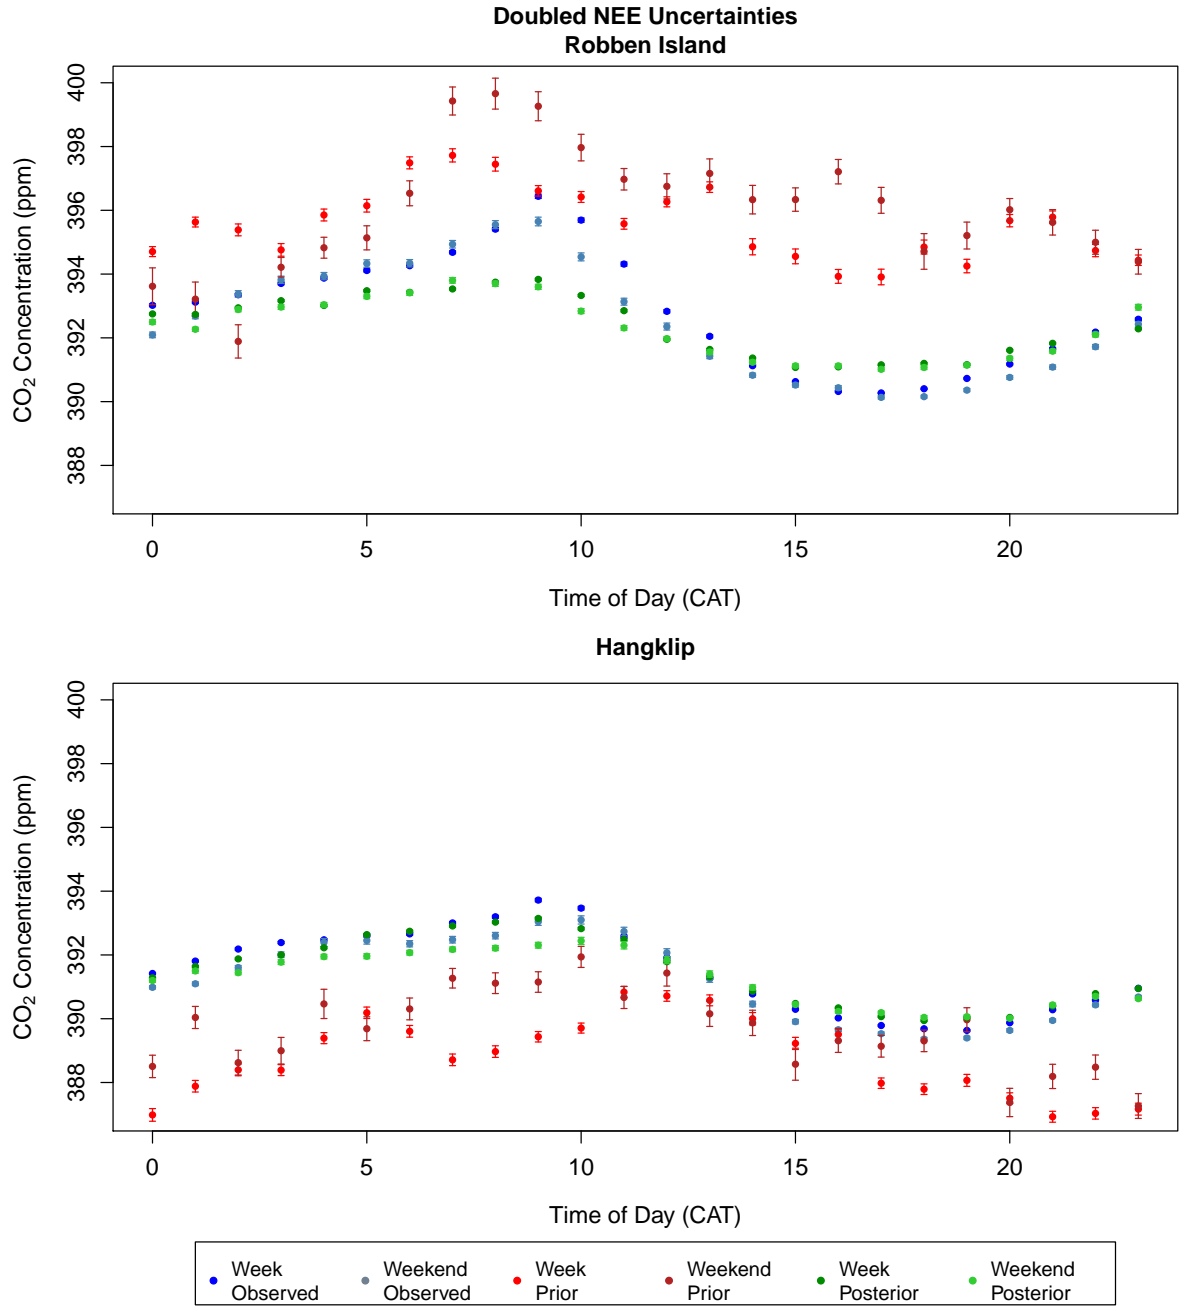 Doubled NEE Uncertainties
Robben Island
CO2 Concentration (ppm)
400
398
396
394
392
390
388
0 5 10 15 20
Time of Day (CAT)
Hangklip
CO2 Concentration (ppm)
400
398
396
394
392
390
388
0 5 10 15 20
Time of Day (CAT)
Week Weekend Week Weekend Week Weekend
Observed Observed Prior Prior Posterior Posterior